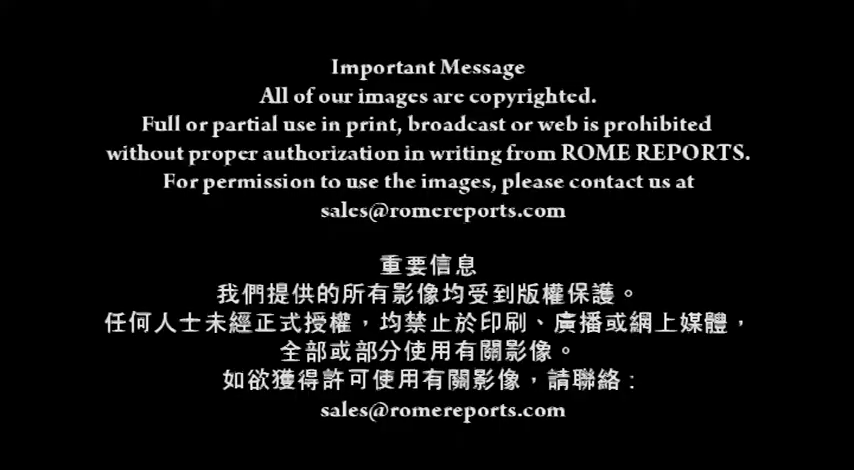 Important Message
All of our images are copyrighted.
Full or partial use in print, broadcast or web is prohibited
without proper authorization in writing from ROME REPORTS.
For permission to use the images, please contact us at
sales@romereports.com
重要信息
我們提供的所有影像均受到版權保護。
任何人士未經正式授權，均禁止於印刷、廣播或網上媒體，
全部或部分使用有關影像。
如欲獲得許可使用有關影像，請聯絡：
sales@romereports.com